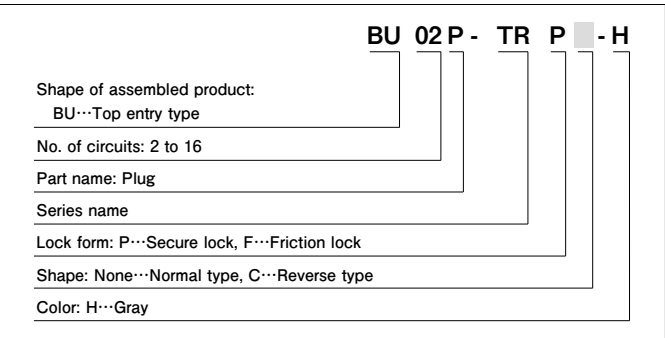 BU 02 P - TR P - H
Shape of assembled product:
BU···Top entry type
No. of circuits: 2 to 16
Part name: Plug
Series name
Lock form: P···Secure lock, F···Friction lock
Shape: None···Normal type, C···Reverse type
Color: H···Gray